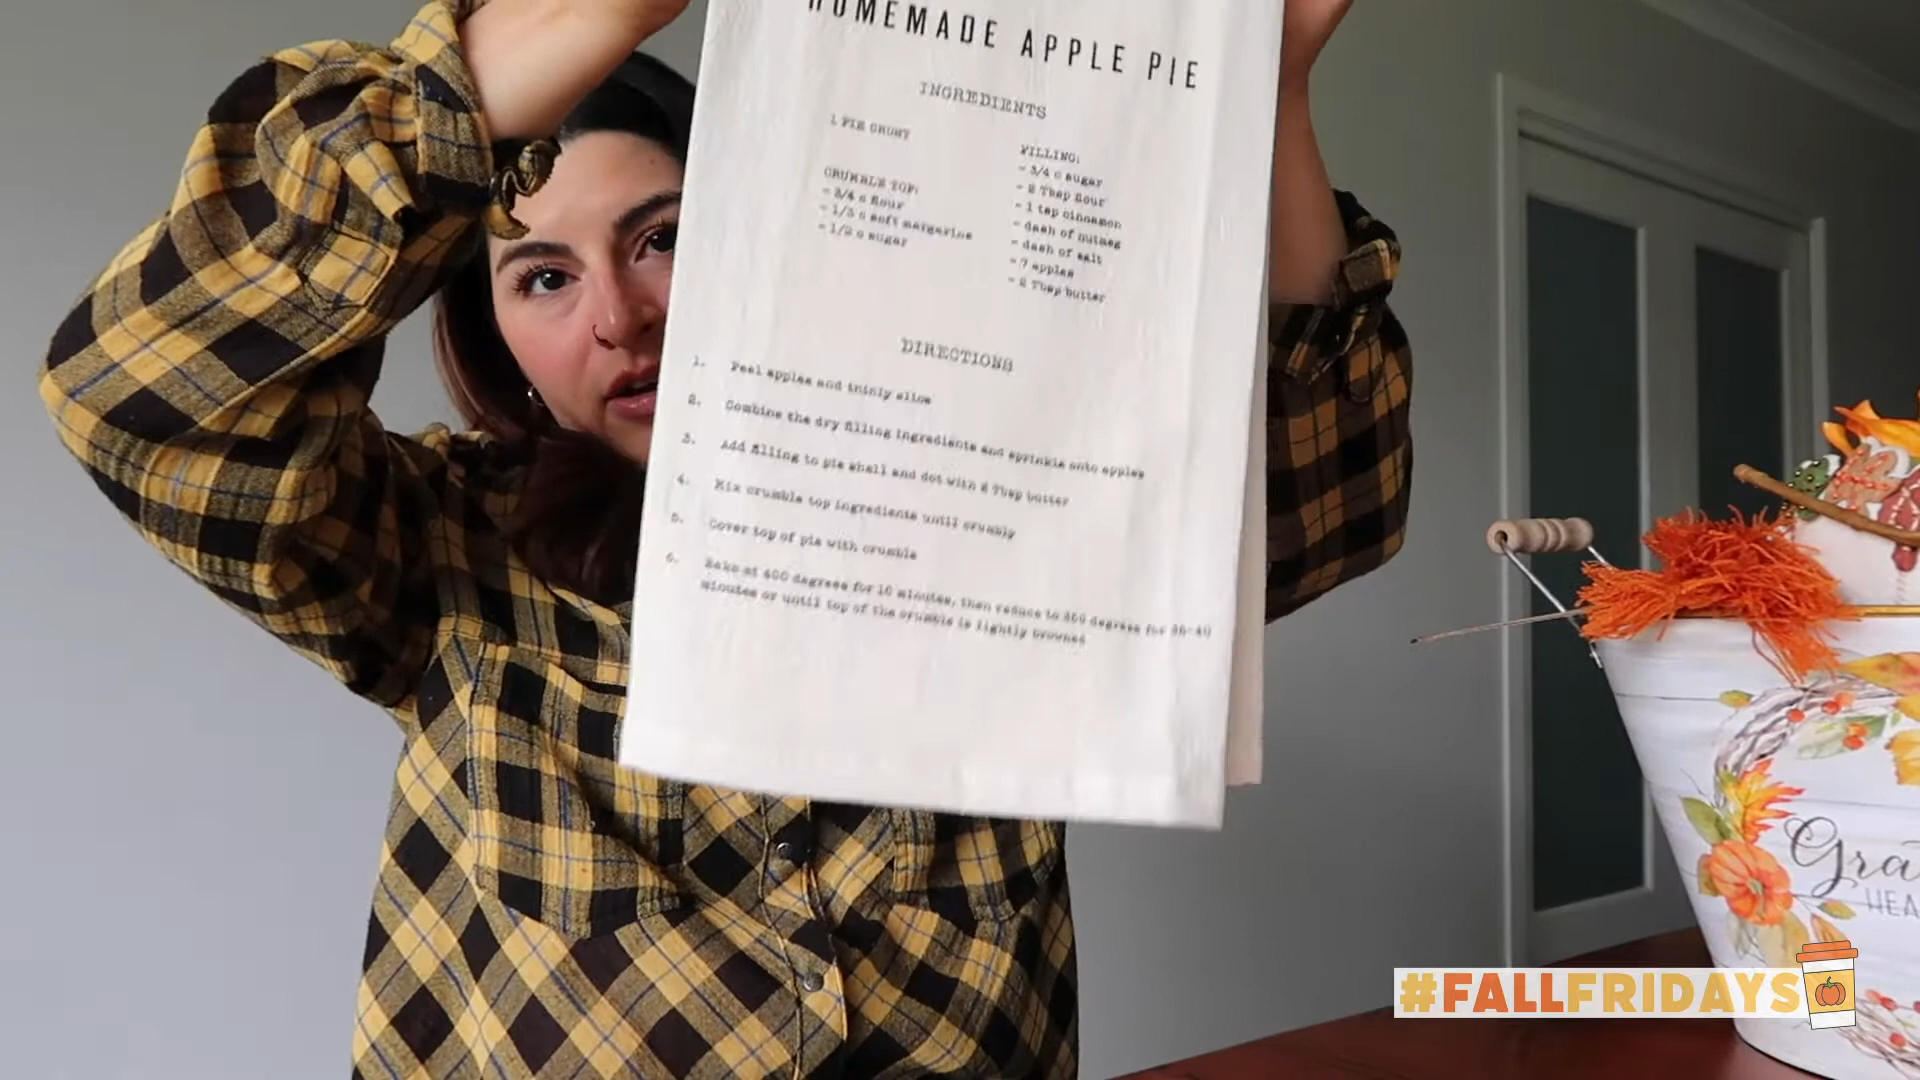 HOMEMADE APPLE PIE
INGREDIENTS
1 PIE CRUST
CRUMBLE TOP:
- 3/4 c flour
- 1/3 c soft margarine
- 1/2 c sugar
FILLING:
- 3/4 c sugar
- 2 Tbsp flour
- 1 tsp cinnamon
- dash of nutmeg
- dash of salt
- 7 apples
- 2 Tbsp butter
DIRECTIONS
1. Peel apples and thinly slice
2. Combine the dry filling ingredients and sprinkle onto apples
3. Add filling to pie shell and dot with 2 Tbsp butter
4. Mix crumble top ingredients until crumbly
5. Cover top of pie with crumble
6. Bake at 400 degrees for 10 minutes, then reduce to 350 degrees for 35-40
minutes or until top of the crumble is lightly browned
Gra
HEA
#FALLFRIDAYS